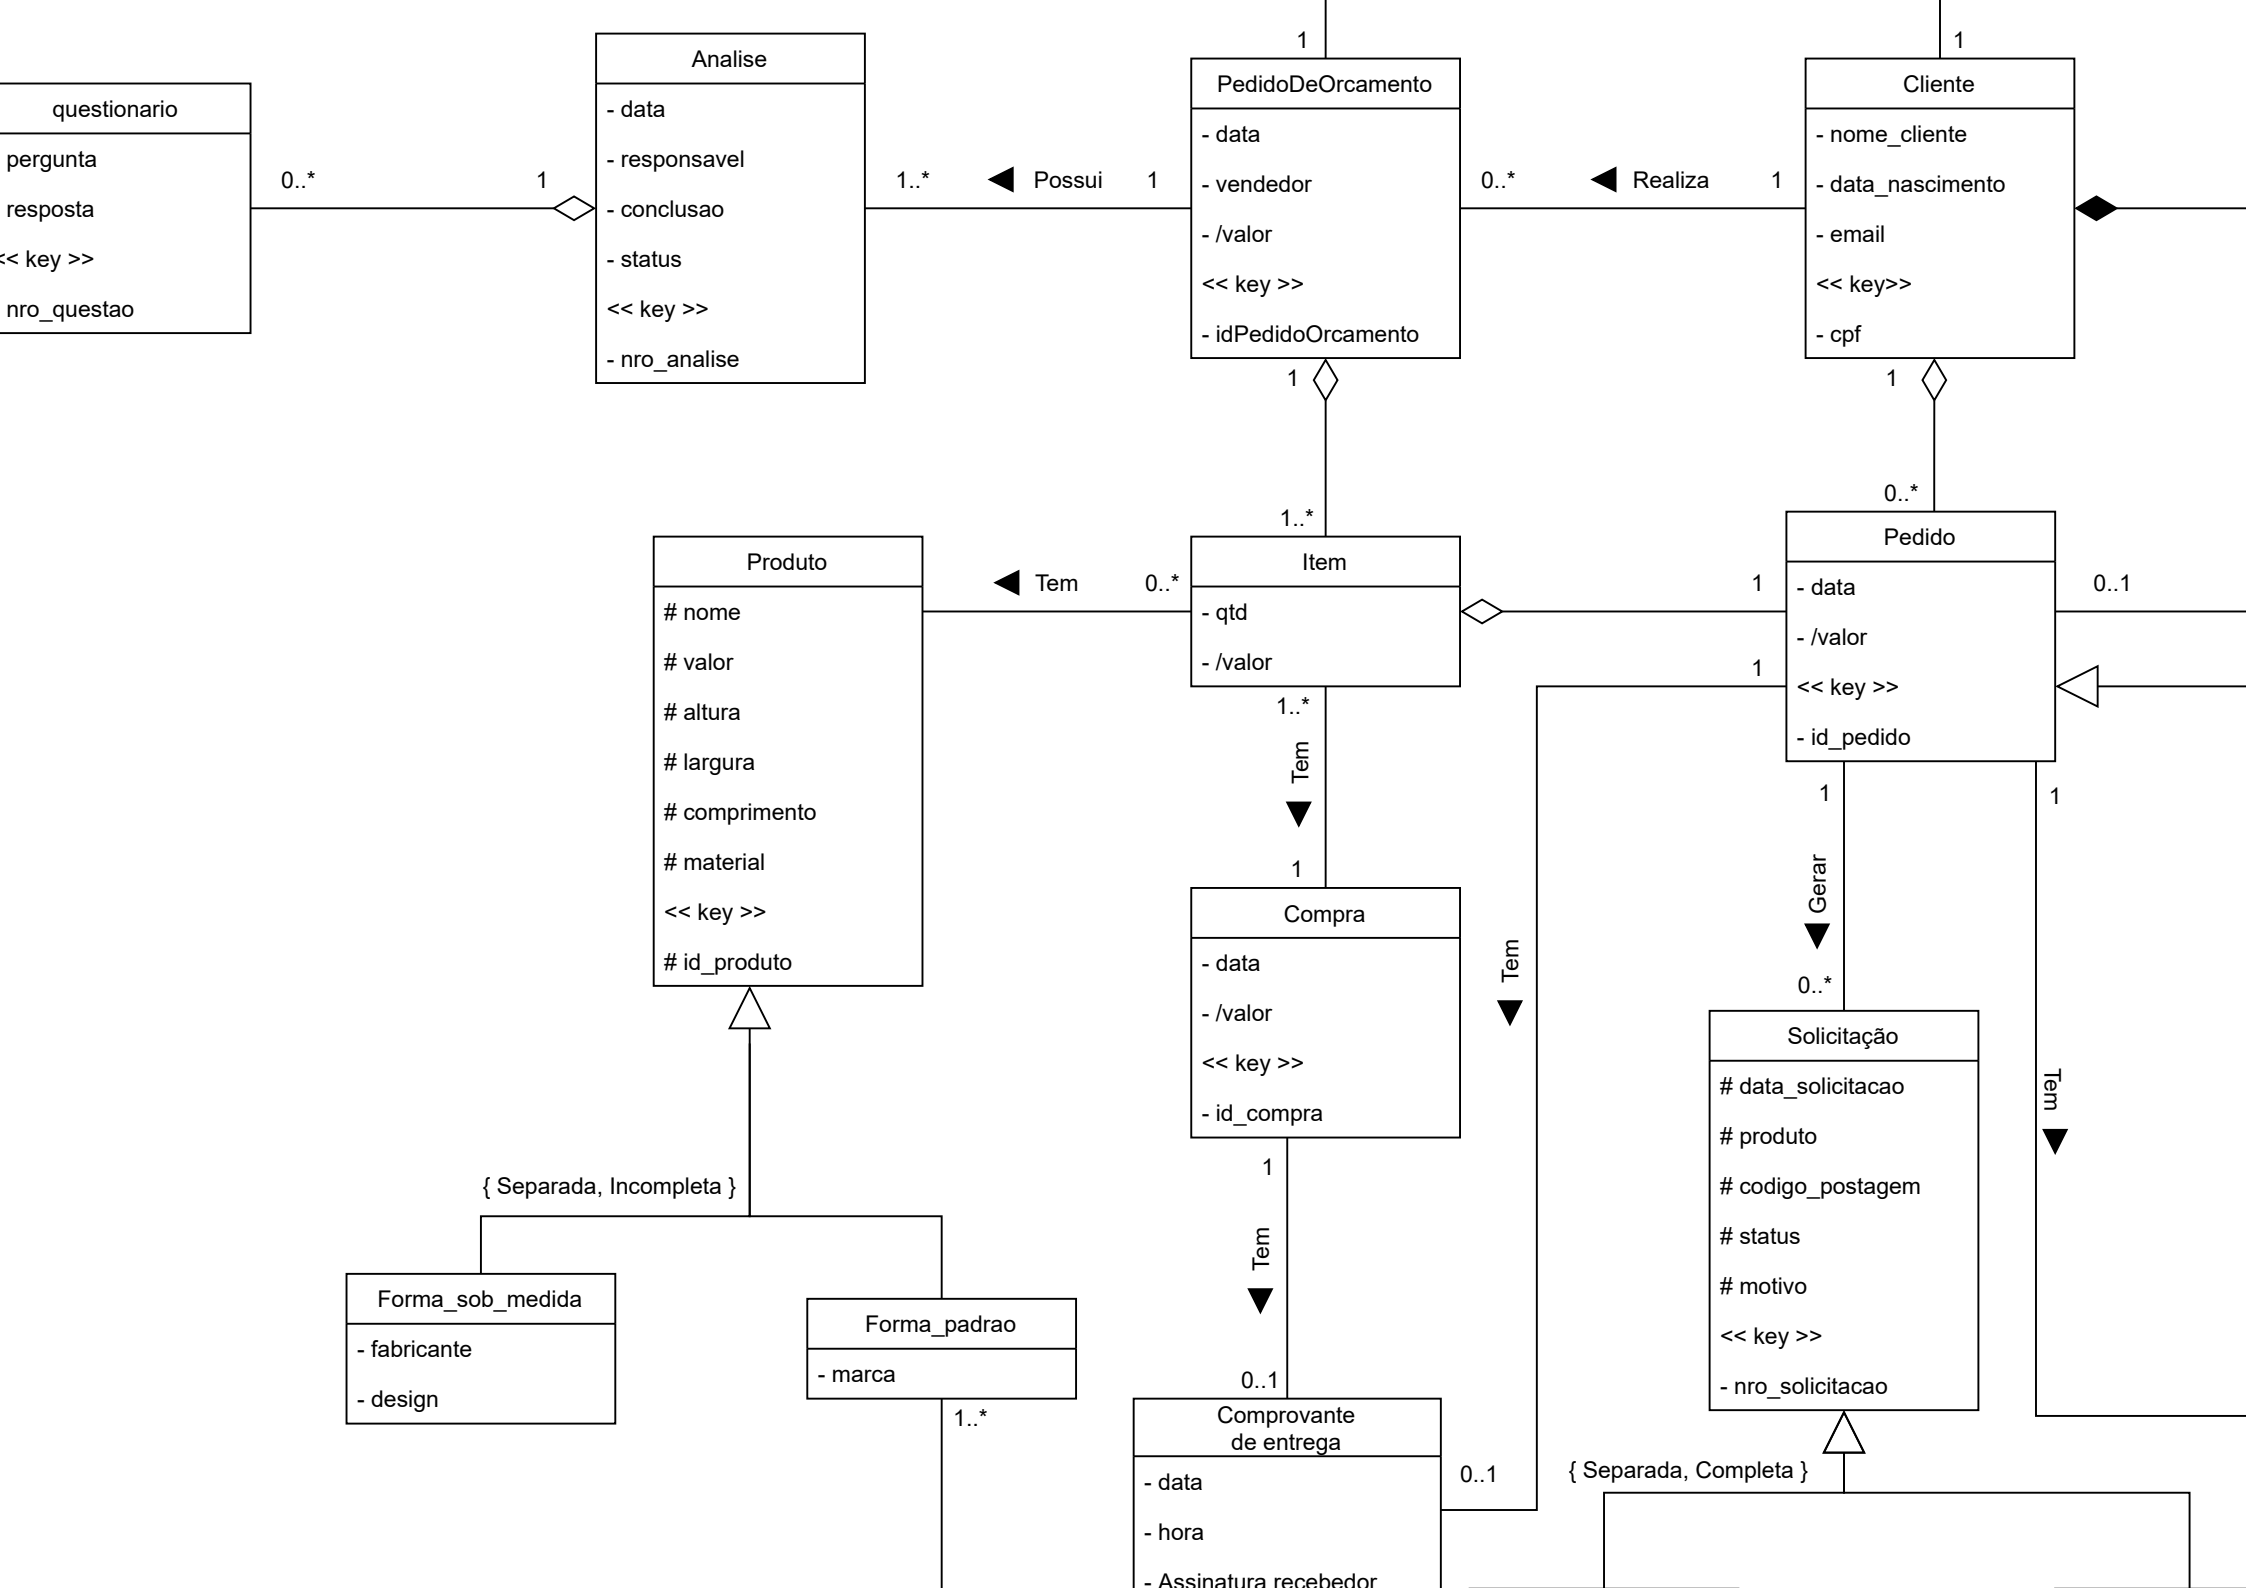 questionario
pergunta
resposta
<< key >>
nro_questao
0..*
1
Analise
- data
- responsavel
- conclusao
- status
<< key >>
- nro_analise
1..*
Possui
1
1
PedidoDeOrcamento
- data
- vendedor
- /valor
<< key >>
- idPedidoOrcamento
0..*
Realiza
1
1
Cliente
- nome_cliente
- data_nascimento
- email
<< key>>
- cpf
1
1..*
1
0..*
Produto
# nome
# valor
# altura
# largura
# comprimento
# material
<< key >>
# id_produto
Tem
0..*
Item
- qtd
- /valor
1
1
Pedido
- data
- /valor
<< key >>
- id_pedido
0..1
1..*
Tem
1
Compra
- data
- /valor
<< key >>
- id_compra
Tem
1
Gerar
0..*
1
Tem
Solicitação
# data_solicitacao
# produto
# codigo_postagem
# status
# motivo
<< key >>
- nro_solicitacao
{ Separada, Incompleta }
Forma_sob_medida
- fabricante
- design
Forma_padrao
- marca
1..*
1
Tem
0..1
Comprovante
de entrega
- data
- hora
- Assinatura recebedor
0..1
{ Separada, Completa }